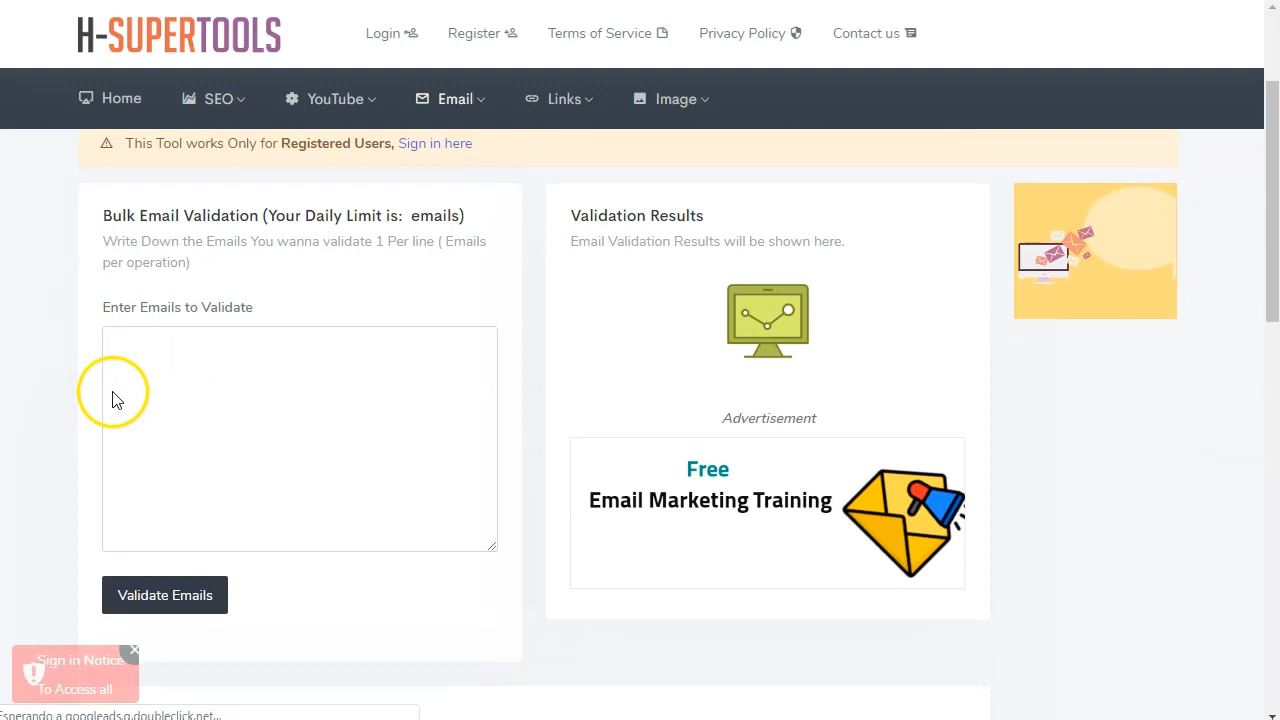 H-SUPERTOOLS
Login
Register
Terms of Service
Privacy Policy
Contact us
Home
SEO
YouTube
Email
Links
Image
This Tool works Only for Registered Users, Sign in here
Bulk Email Validation (Your Daily Limit is:  emails)
Write Down the Emails You wanna validate 1 Per line ( Emails
per operation)
Enter Emails to Validate
Validate Emails
Validation Results
Email Validation Results will be shown here.
Advertisement
Free
Email Marketing Training
Sign in Notice
To Access all
Esperando a googleads.g.doubleclick.net...